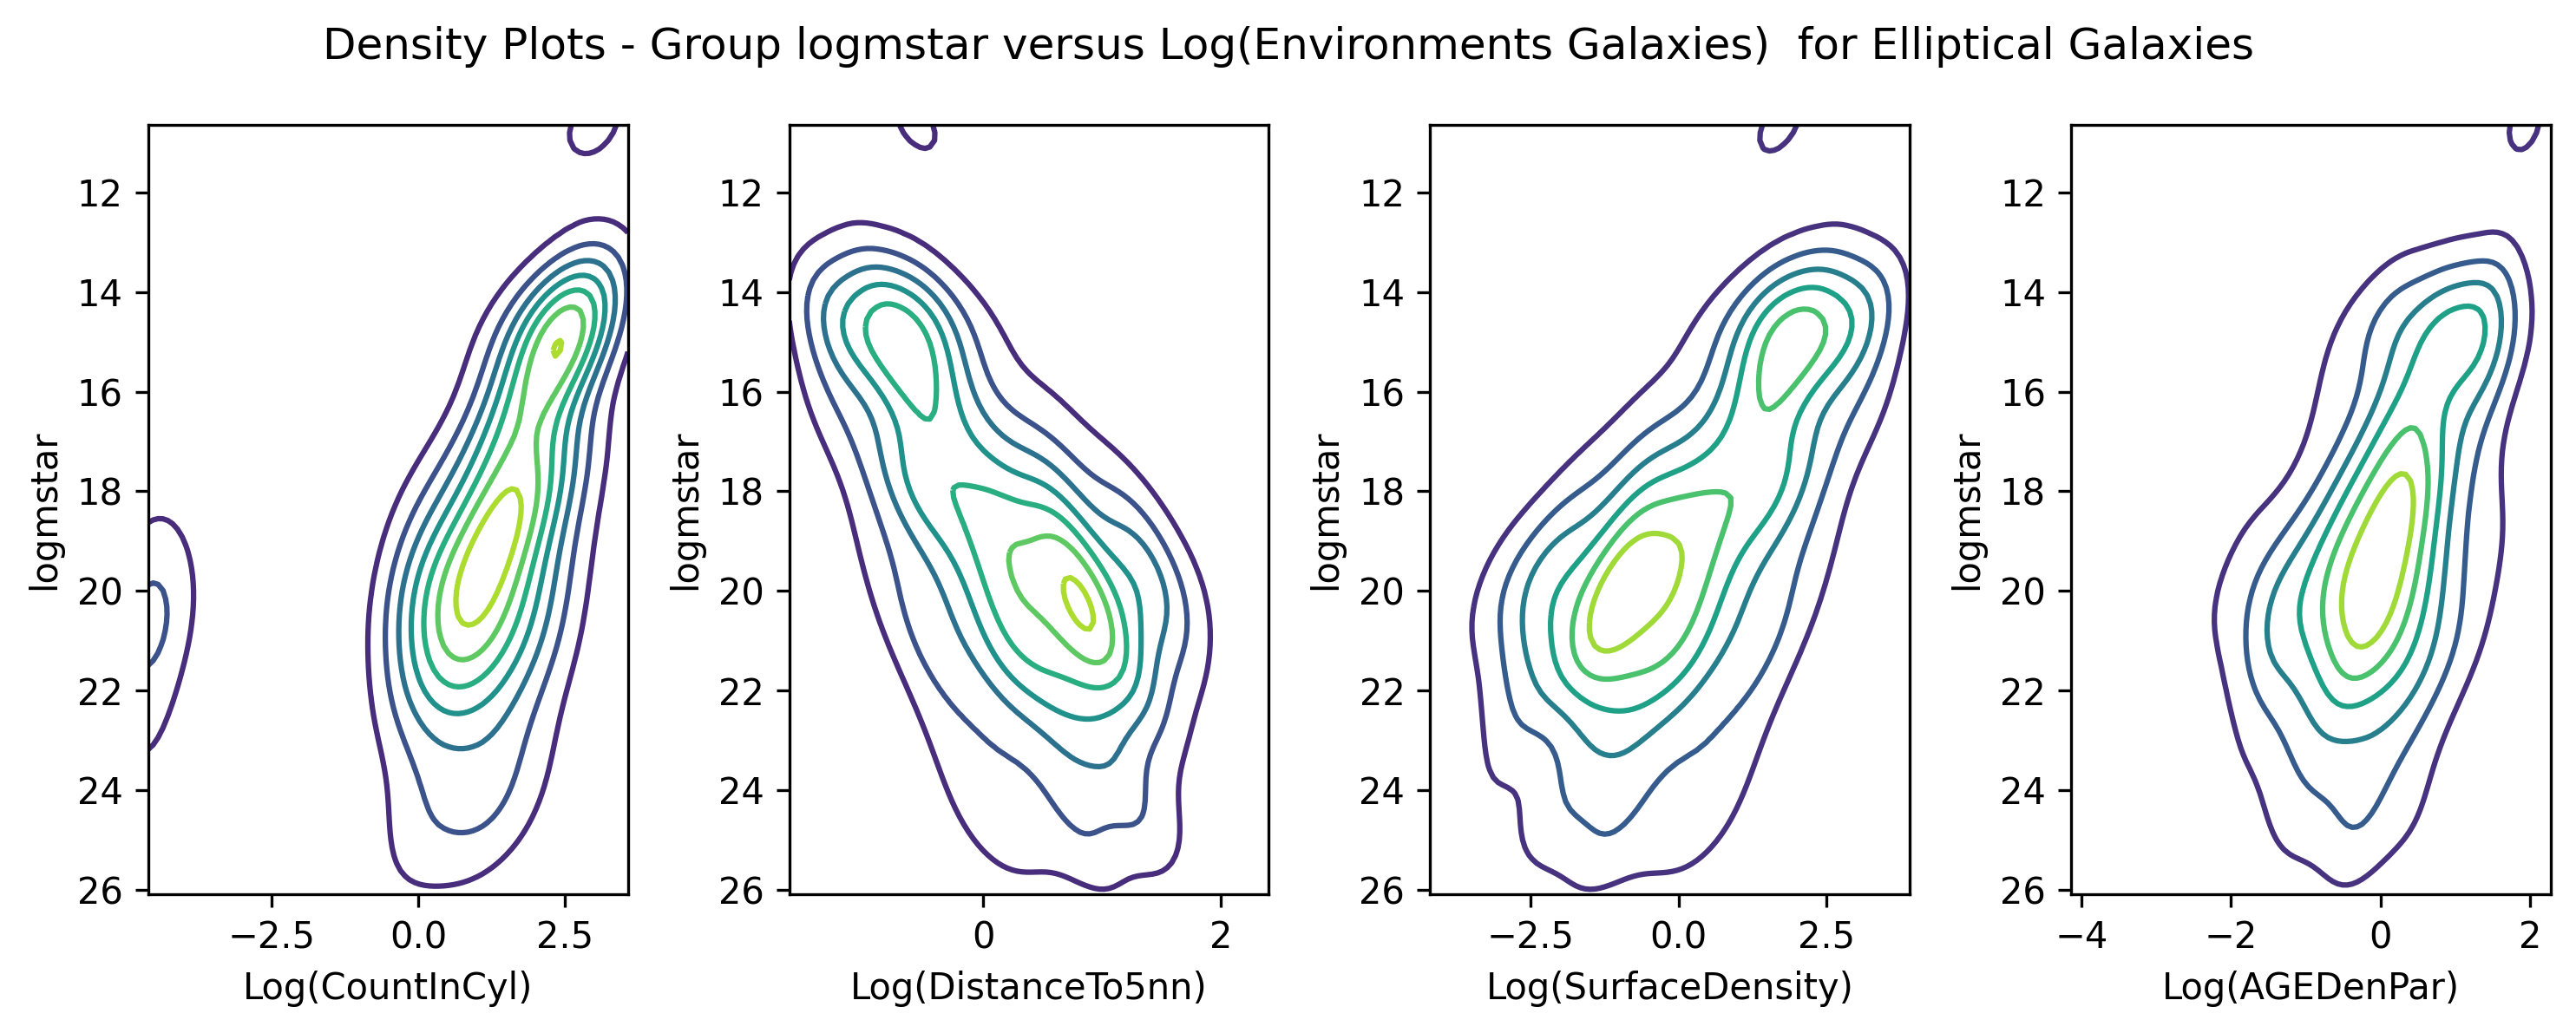 Density Plots - Group logmstar versus Log(Environments Galaxies)  for Elliptical Galaxies
logmstar
12
14
16
18
20
22
24
26
−2.5 0.0 2.5
Log(CountInCyl)
logmstar
12
14
16
18
20
22
24
26
0 2
Log(DistanceTo5nn)
logmstar
12
14
16
18
20
22
24
26
−2.5 0.0 2.5
Log(SurfaceDensity)
logmstar
12
14
16
18
20
22
24
26
−4 −2 0 2
Log(AGEDenPar)